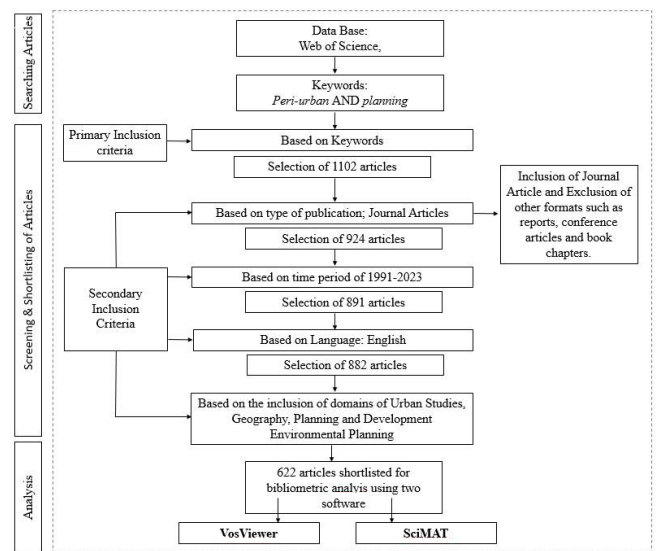 Searching Articles
Data Base:
Web of Science,
Keywords:
Peri-urban AND planning
Screening & Shortlisting of Articles
Primary Inclusion
criteria
Based on Keywords
Selection of 1102 articles
Based on type of publication; Journal Articles
Inclusion of Journal
Article and Exclusion of
other formats such as
reports, conference
articles and book
chapters.
Selection of 924 articles
Secondary
Inclusion
Criteria
Based on time period of 1991-2023
Selection of 891 articles
Based on Language: English
Selection of 882 articles
Based on the inclusion of domains of Urban Studies,
Geography, Planning and Development
Environmental Planning
Analysis
622 articles shortlisted for
bibliometric analvis using two
software
VosViewer
SciMAT